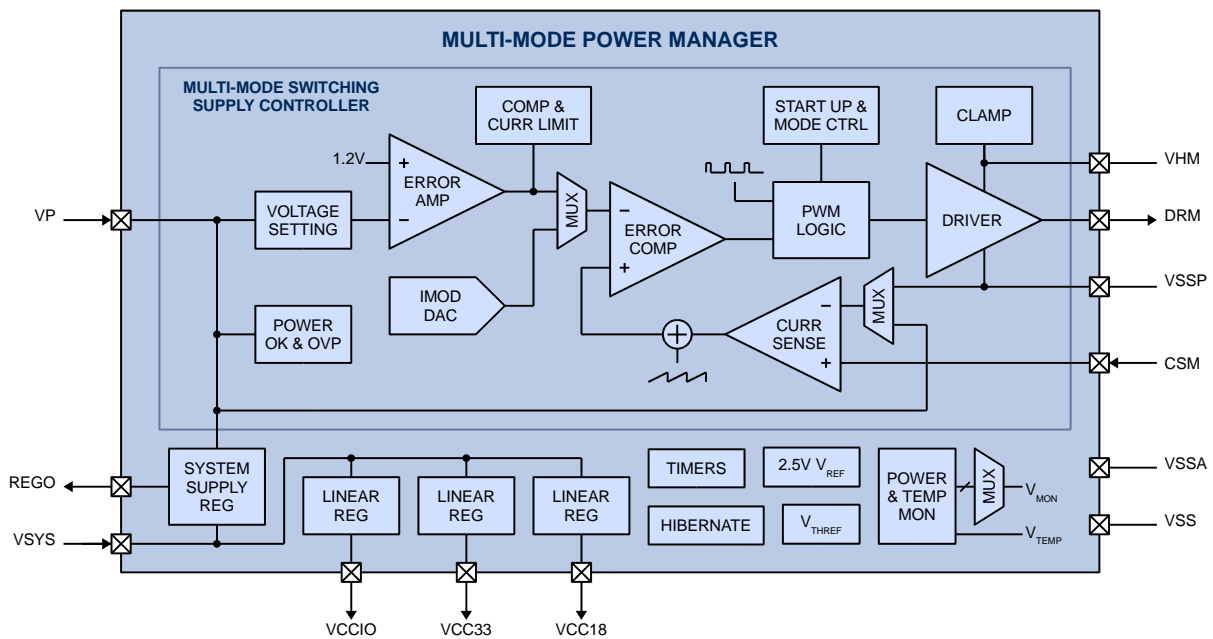 MULTI-MODE POWER MANAGER
MULTI-MODE SWITCHING
SUPPLY CONTROLLER
COMP &
CURR LIMIT
START UP &
MODE CTRL
CLAMP
1.2V
+
ERROR
AMP
−
VHM
VP
VOLTAGE
SETTING
MUX
−
ERROR
COMP
+
PWM
LOGIC
DRIVER
DRM
IMOD
DAC
MUX
VSSP
POWER
OK & OVP
+
−
CURR
SENSE
+
CSM
REGO
SYSTEM
SUPPLY
REG
LINEAR
REG
LINEAR
REG
LINEAR
REG
TIMERS
2.5V VREF
POWER
& TEMP
MON
MUX
VMON
VSSA
VSYS
HIBERNATE
VTHREF
VTEMP
VSS
VCCIO
VCC33
VCC18